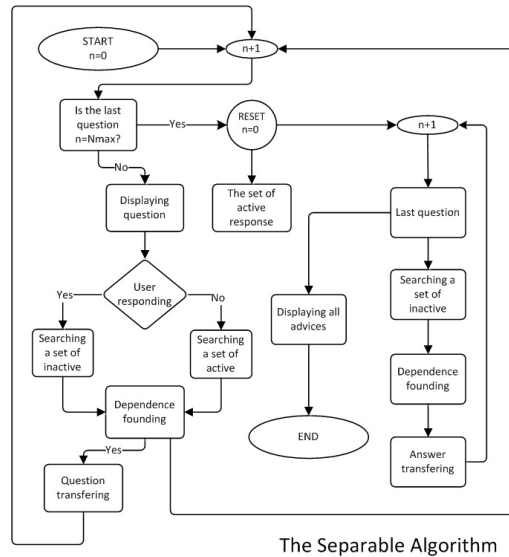 START
n=0
n+1
Is the last
question
n=Nmax?
Yes
RESET
n=0
n+1
No
Displaying
question
The set of
active
response
Last question
User
responding
Yes
No
Searching
a set of
inactive
Searching
a set of
active
Displaying all
advices
Searching
a set of
inactive
Dependence
founding
Dependence
founding
Yes
Question
transfering
END
Answer
transfering
The Separable Algorithm